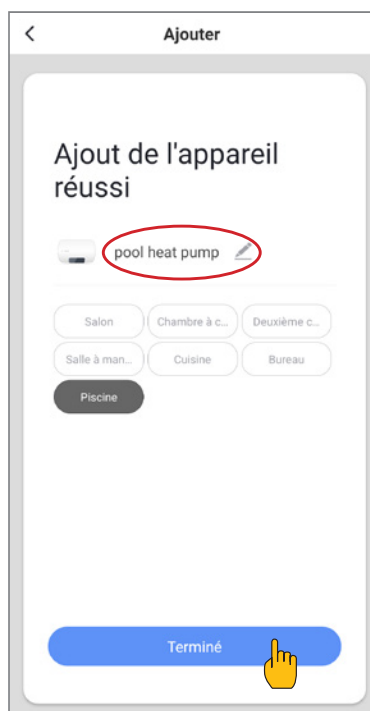 Ajouter
Ajout de l'appareil
réussi
pool heat pump
Salon Chambre à c... Deuxième c...
Salle à man... Cuisine Bureau
Piscine
Terminé